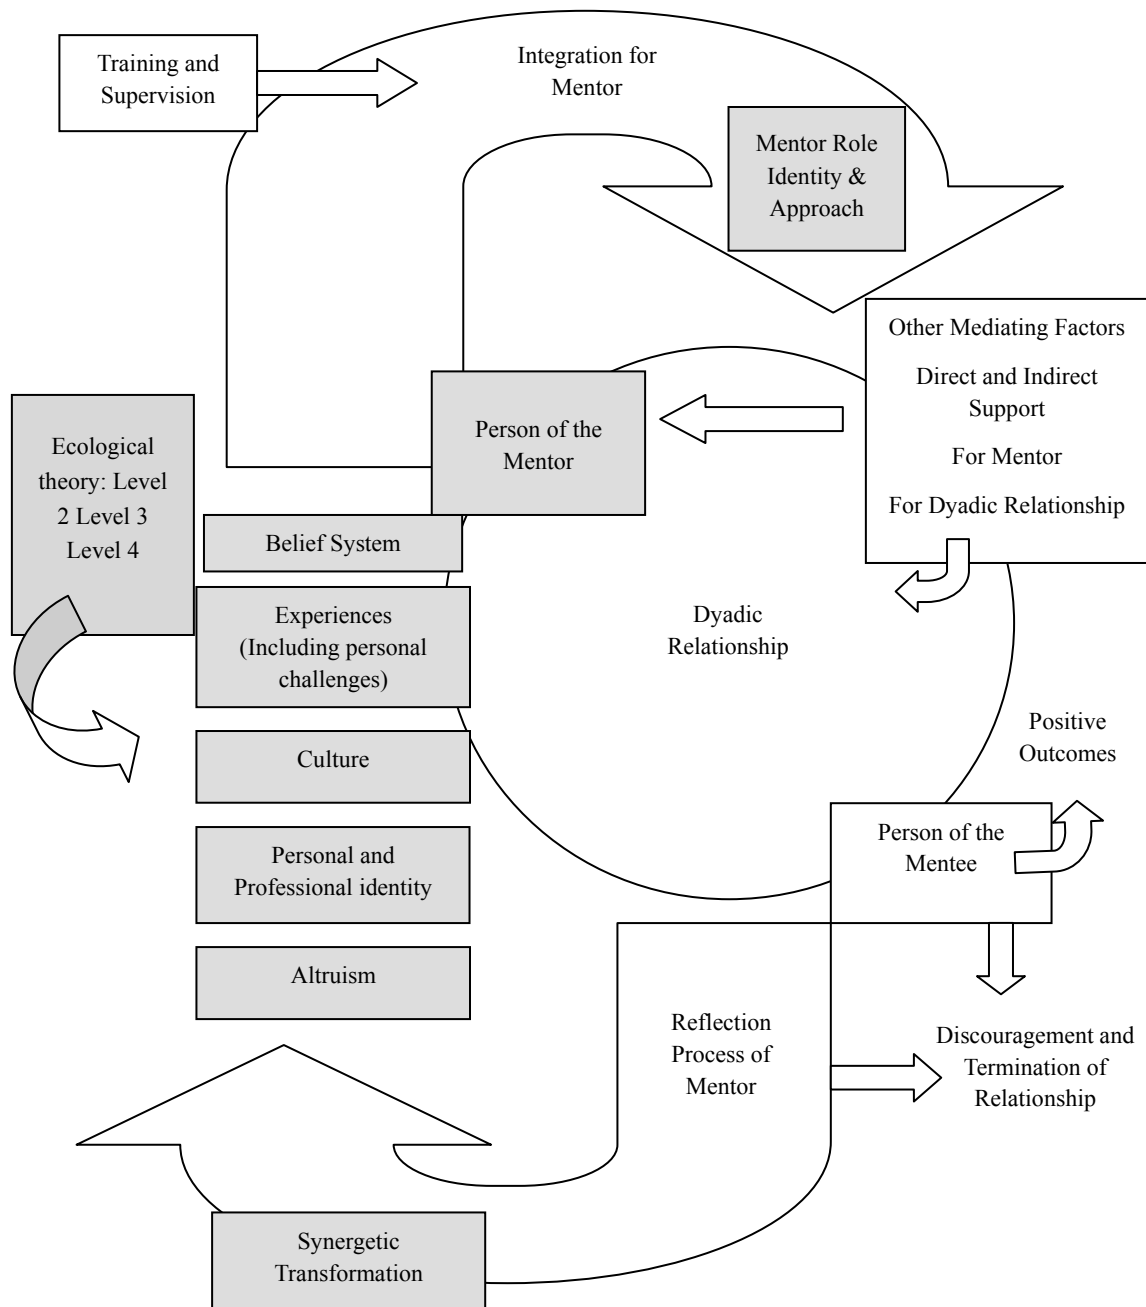 Training and
Supervision
Integration for
Mentor
Mentor Role
Identity &
Approach
Other Mediating Factors
Direct and Indirect
Support
For Mentor
For Dyadic Relationship
Person of the
Mentor
Ecological
theory: Level
2 Level 3
Level 4
Belief System
Experiences
(Including personal
challenges)
Culture
Personal and
Professional identity
Altruism
Dyadic
Relationship
Positive
Outcomes
Person of the
Mentee
Reflection
Process of
Mentor
Discouragement and
Termination of
Relationship
Synergetic
Transformation